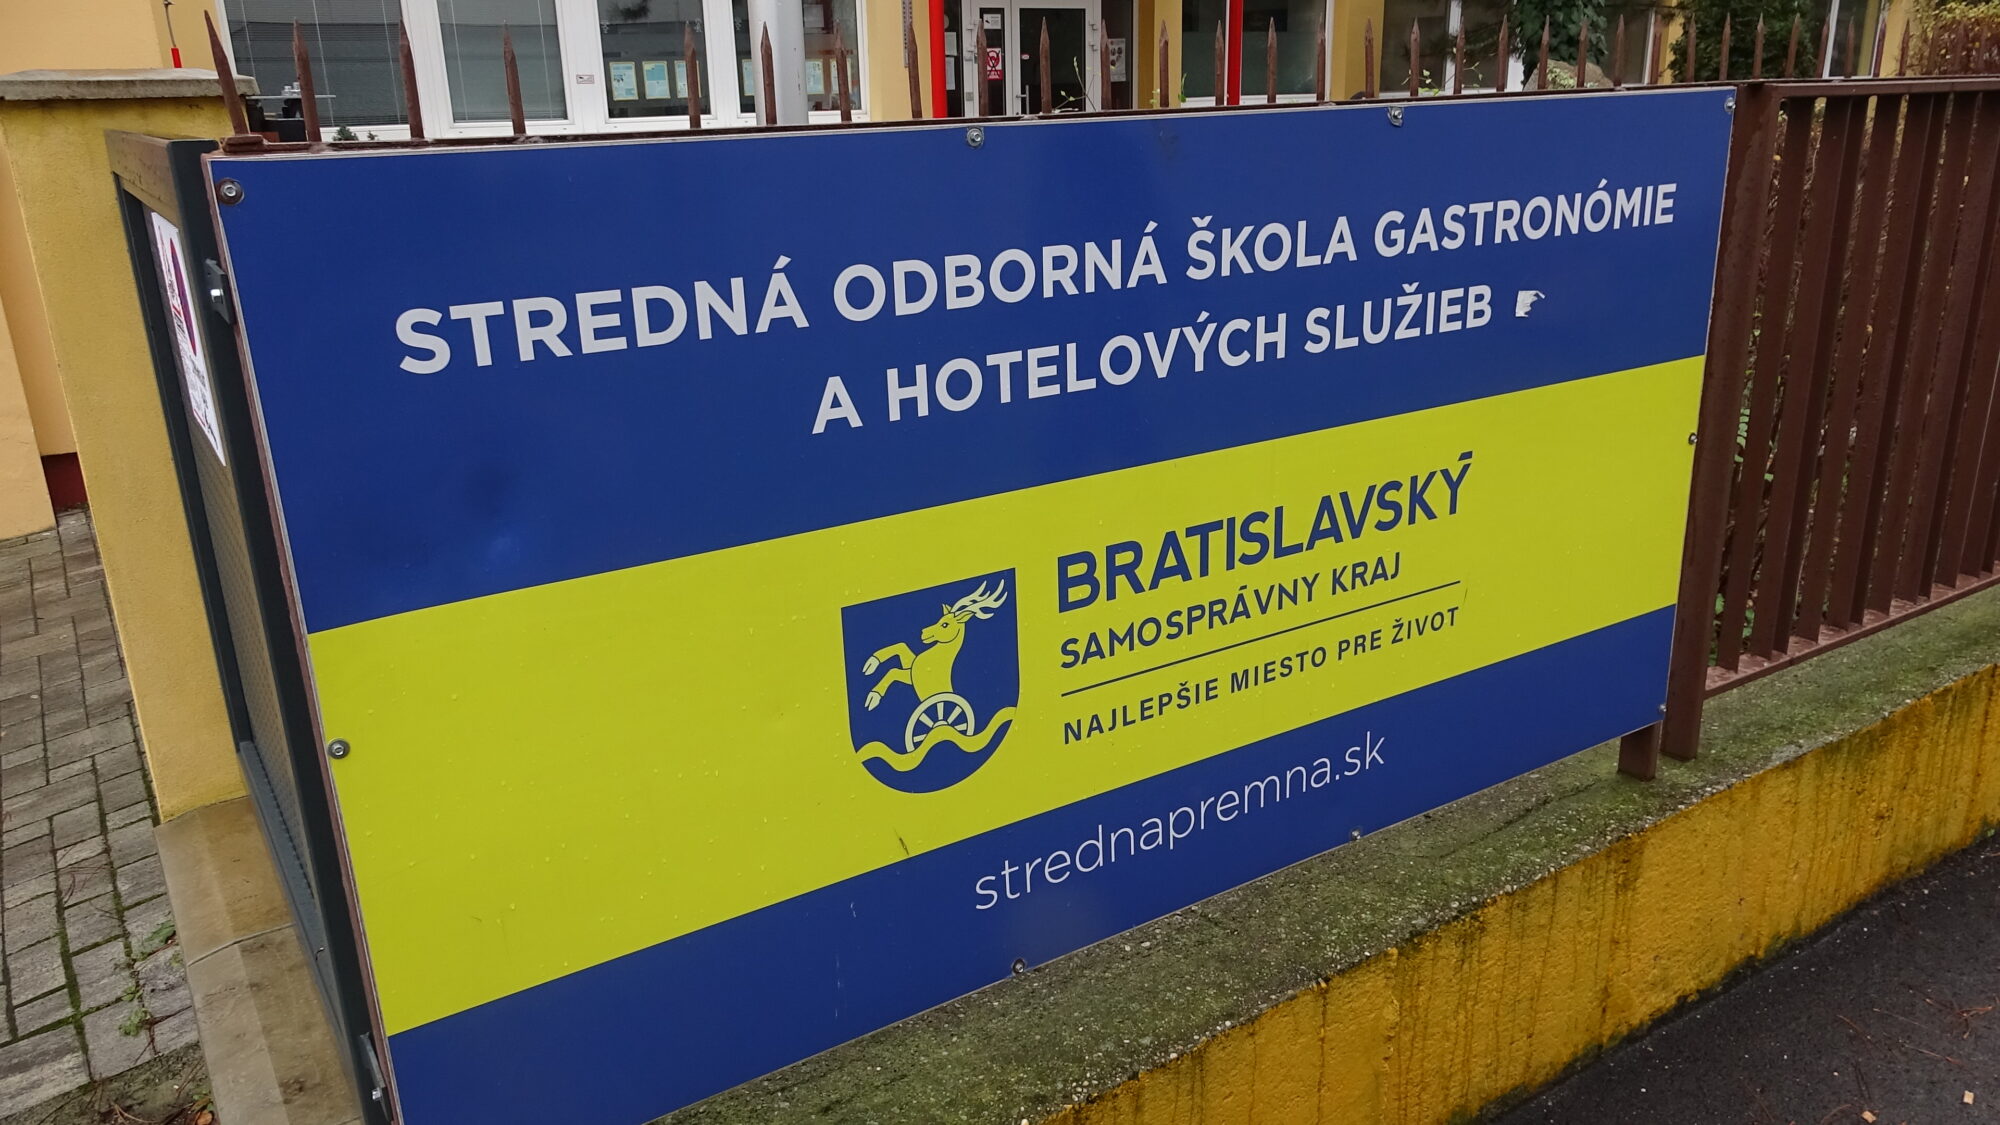 STREDNÁ ODBORNÁ ŠKOLA GASTRONÓMIE
A HOTELOVÝCH SLUŽIEB
BRATISLAVSKÝ
SAMOSPRÁVNY KRAJ
NAJLEPŠIE MIESTO PRE ŽIVOT
strednapremna.sk